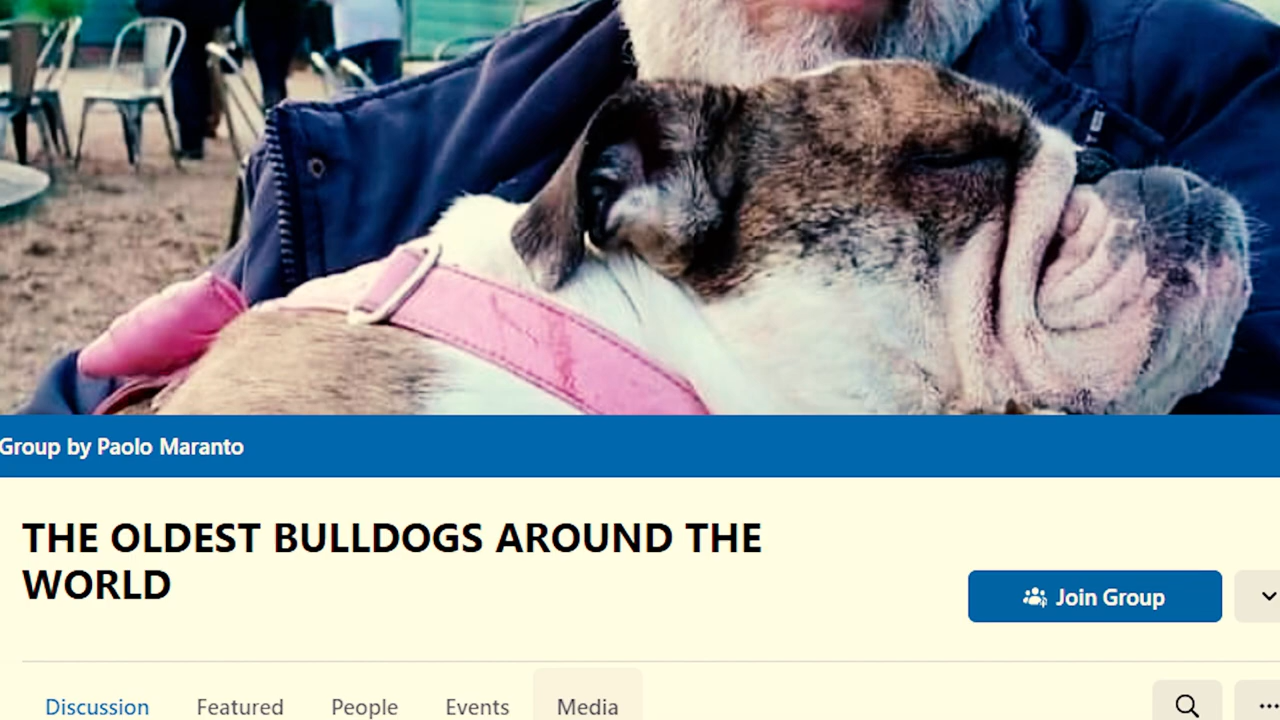 Group by Paolo Maranto
THE OLDEST BULLDOGS AROUND THE
WORLD
Join Group
Discussion
Featured
People
Events
Media